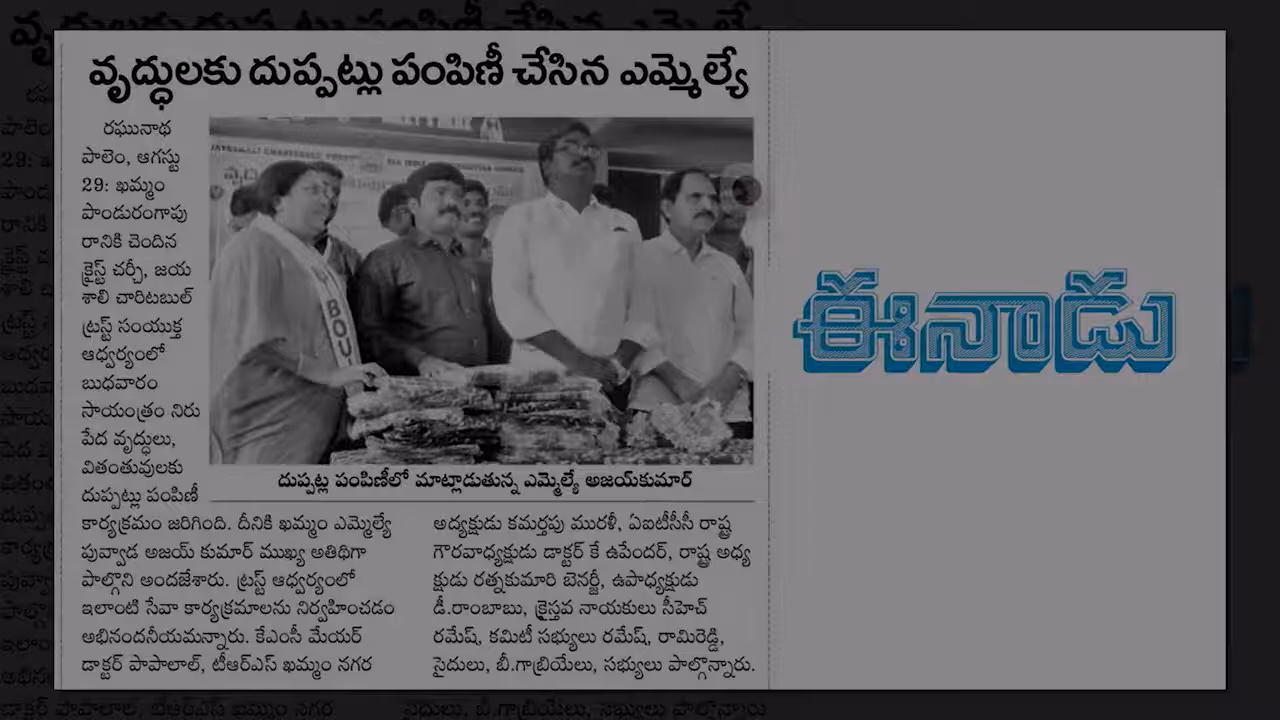 వృద్ధులకు దుప్పట్లు పంపిణీ చేసిన ఎమ్మెల్యే
రఘునాథ
పాలెం, ఆగస్టు
29: ఖమ్మం
పాండురంగాపు
రానికి చెందిన
క్రైస్ట్ చర్చీ, జయ
శాలి చారిటబుల్
ట్రస్ట్ సంయుక్త
ఆధ్వర్యంలో
బుధవారం
సాయంత్రం నిరు
పేద వృద్ధులు,
వితంతువులకు
దుప్పట్లు పంపిణీ
కార్యక్రమం జరిగింది. దీనికి ఖమ్మం ఎమ్మెల్యే
పువ్వాడ అజయ్ కుమార్ ముఖ్య అతిథిగా
పాల్గొని అందజేశారు. ట్రస్ట్ ఆధ్వర్యంలో
ఇలాంటి సేవా కార్యక్రమాలను నిర్వహించడం
అభినందనీయమన్నారు. కేఎంసీ మేయర్
డాక్టర్ పాపాలాల్, టీఆర్ఎస్ ఖమ్మం నగర
దుప్పట్ల పంపిణీలో మాట్లాడుతున్న ఎమ్మెల్యే అజయ్‌కుమార్
అధ్యక్షుడు కమర్తపు మురళీ, ఏఐటీసీసీ రాష్ట్ర
గౌరవాధ్యక్షుడు డాక్టర్ కే ఉపేందర్, రాష్ట్ర అధ్య
క్షుడు రత్నకుమారి బెనర్జీ, ఉపాధ్యక్షుడు
డీ.రాంబాబు, క్రైస్తవ నాయకులు సీహెచ్
రమేష్, కమిటీ సభ్యులు రమేష్, రామిరెడ్డి,
సైదులు, బీ.గాబ్రియేలు, సభ్యులు పాల్గొన్నారు.
BOU
ఈనాడు